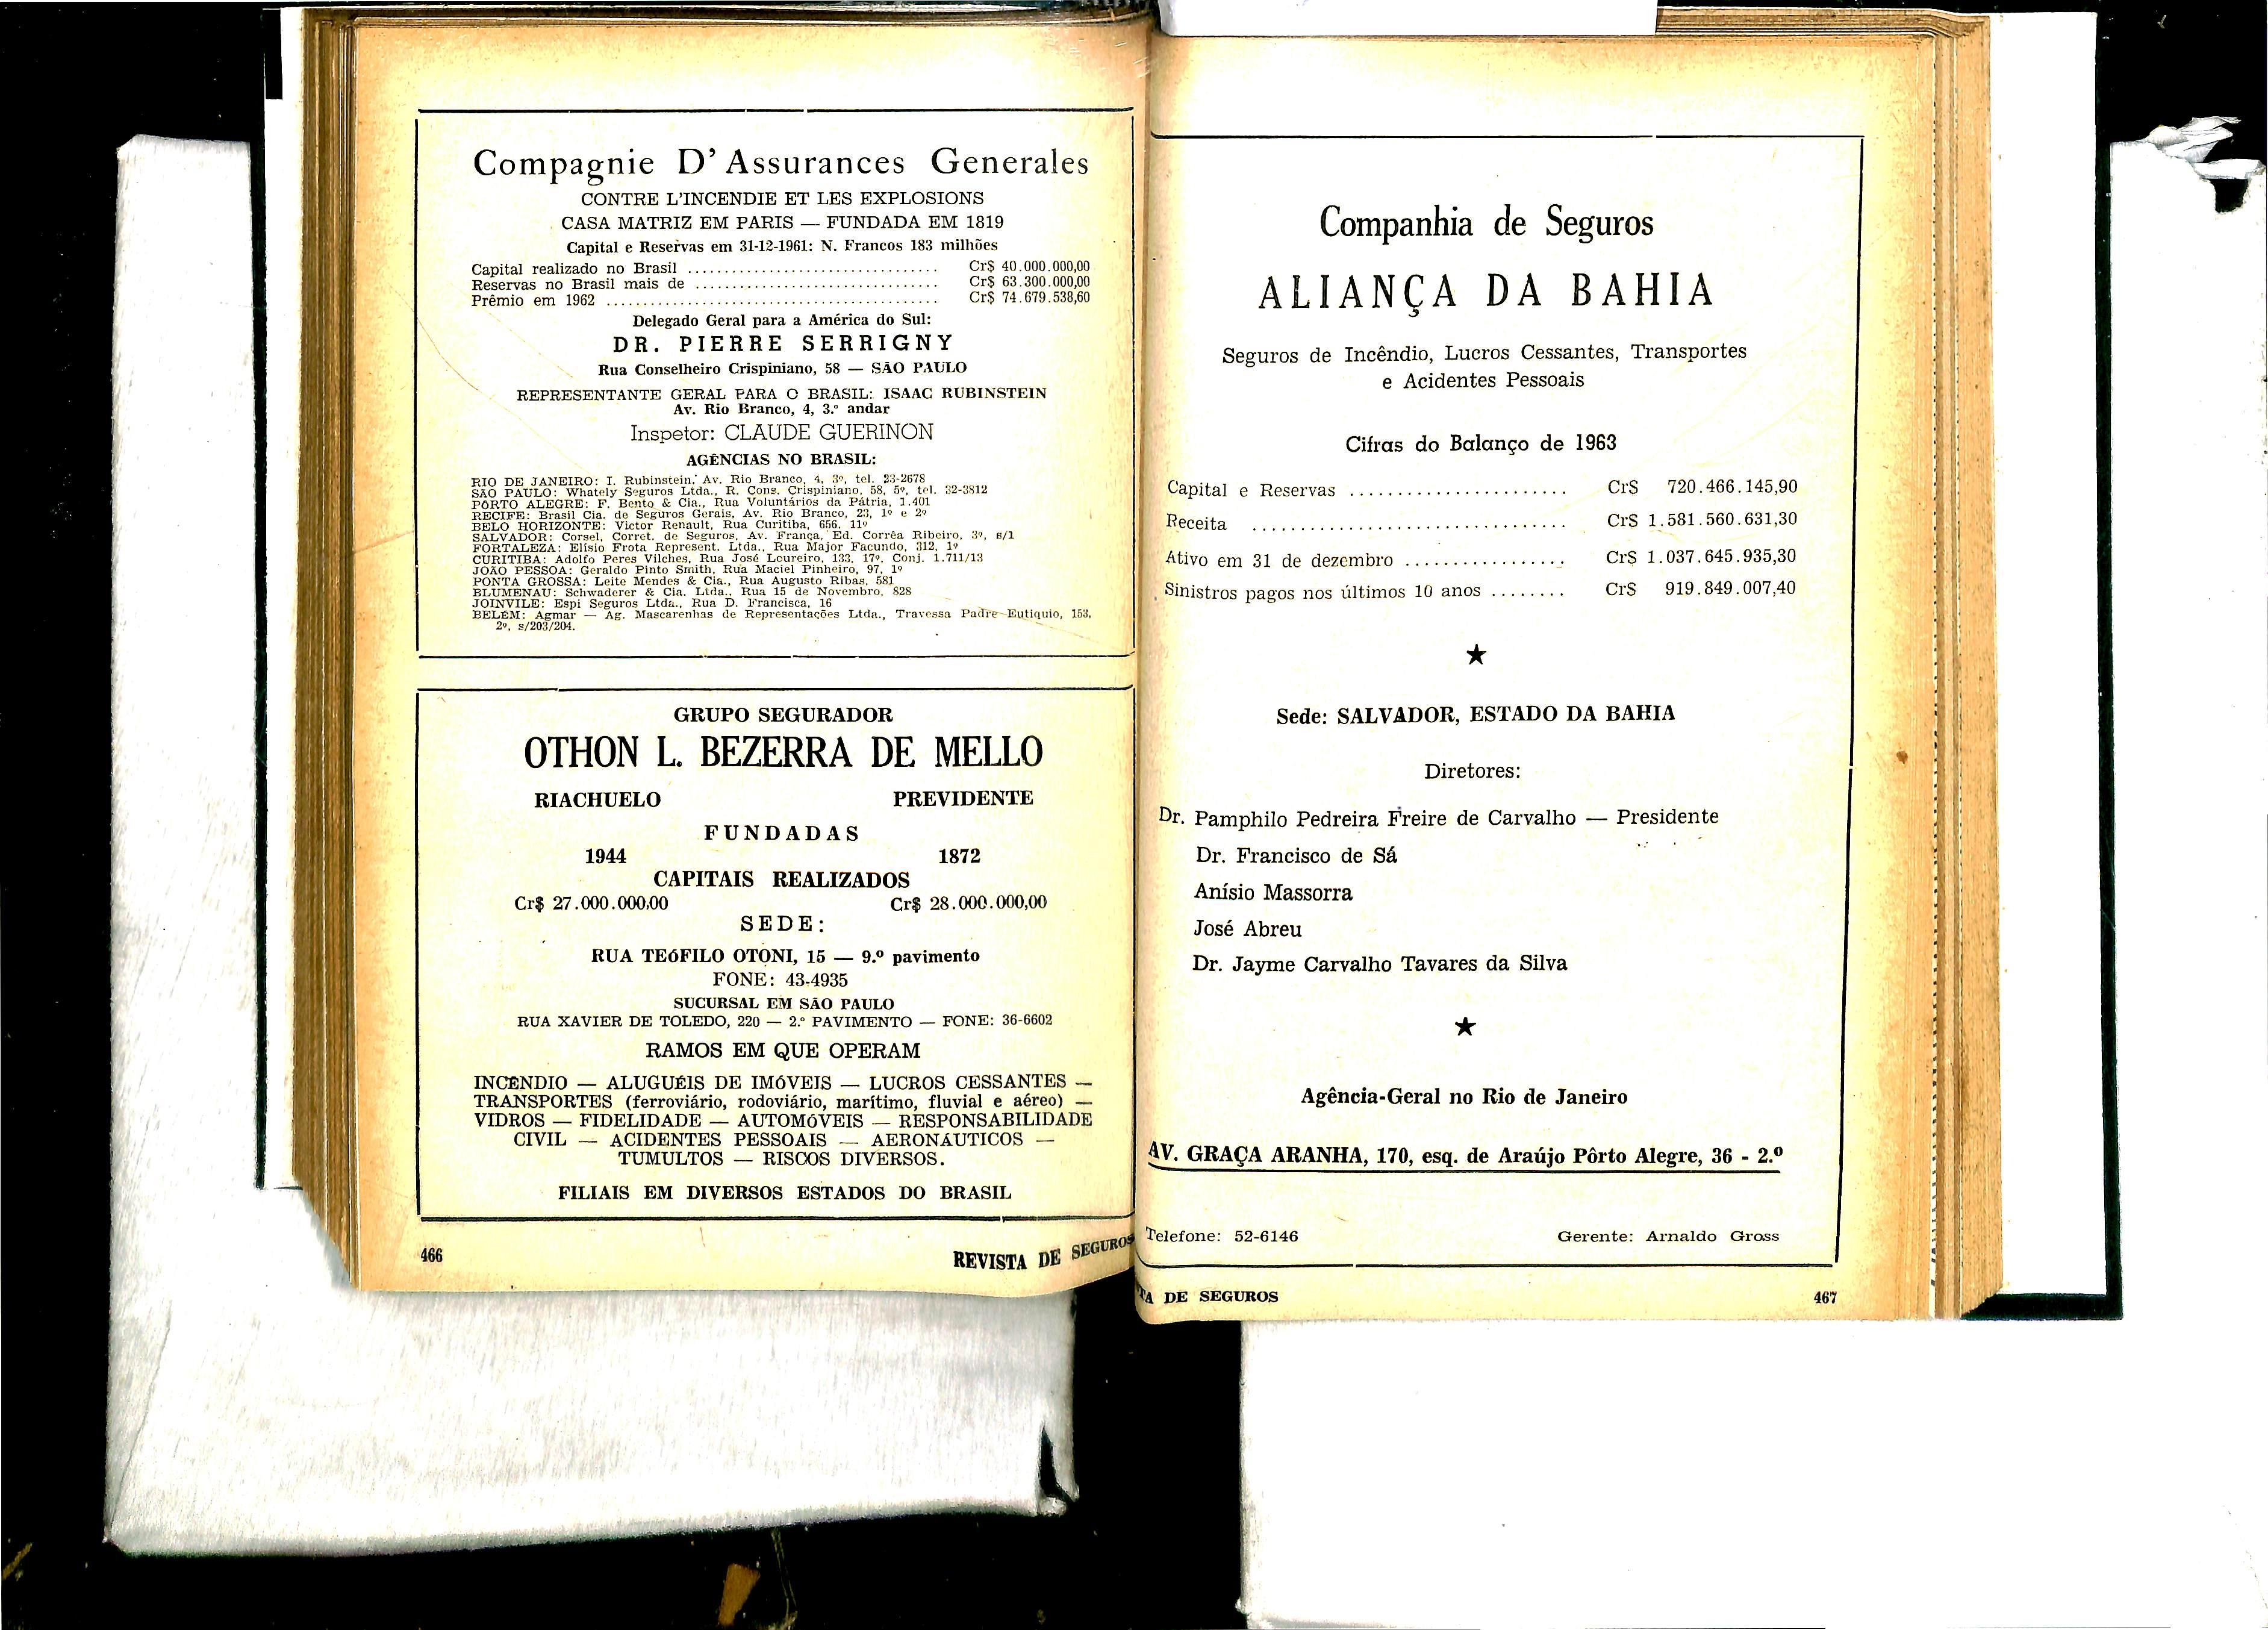 Compagnie D' Assurances Generales
CONTRE L'INCENDIE ET LES EXPLOSIONS
CASA MATRIZ EM PARIS — FUNDADA EM 1819
Capital e Reservas em 31-12-1961: N. Francos 183 milhões
Capital realizado no Brasil ................................. Cr$ 40.000.000,00
Reservas no Brasil mais de ................................ Cr$ 63.300.000,00
Prêmio em 1962 ............................................ Cr$ 74.679.538,60
Delegado Geral para a América do Sul:
DR. PIERRE SERRIGNY
Rua Conselheiro Crispiniano, 58 — SÃO PAULO
REPRESENTANTE GERAL PARA O BRASIL: ISAAC RUBINSTEIN
Av. Rio Branco, 4, 3.º andar
Inspetor: CLAUDE GUERINON
AGÊNCIAS NO BRASIL:
RIO DE JANEIRO: I. Rubinstein. Av. Rio Branco, 4, 3º, tel. 23-2678
SÃO PAULO: Whately Seguros Ltda., R. Cons. Crispiniano, 58, 5º, tel. 32-3812
PÔRTO ALEGRE: F. Bento & Cia., Rua Voluntários da Pátria, 1.401
RECIFE: Brasil Cia. de Seguros Gerais, Av. Rio Branco, 23, 1º e 2º
BELO HORIZONTE: Victor Renault, Rua Curitiba, 656, 11º
SALVADOR: Corsel, Corret. de Seguros, Av. França, Ed. Corrêa Ribeiro, 3º, s/1
FORTALEZA: Elísio Frota Represent. Ltda., Rua Major Facundo, 312, 1º
CURITIBA: Adolfo Peres Vilches, Rua José Loureiro, 133, 17º, Conj. 1.711/13
JOÃO PESSOA: Geraldo Pinto Smith, Rua Maciel Pinheiro, 97, 1º
PONTA GROSSA: Leite Mendes & Cia., Rua Augusto Ribas, 581
BLUMENAU: Schwaderer & Cia. Ltda., Rua 15 de Novembro, 828
JOINVILE: Espi Seguros Ltda., Rua D. Francisca, 16
BELÉM: Agmar — Ag. Mascarenhas de Representações Ltda., Travessa Padre Eutiquio, 153,
2º, s/203/204.
GRUPO SEGURADOR
OTHON L. BEZERRA DE MELLO
RIACHUELO PREVIDENTE
FUNDADAS
1944 1872
CAPITAIS REALIZADOS
Cr$ 27.000.000,00 Cr$ 28.000.000,00
SEDE:
RUA TEÓFILO OTONI, 15 — 9.º pavimento
FONE: 43-4935
SUCURSAL EM SÃO PAULO
RUA XAVIER DE TOLEDO, 220 — 2.º PAVIMENTO — FONE: 36-6602
RAMOS EM QUE OPERAM
INCÊNDIO — ALUGUÉIS DE IMÓVEIS — LUCROS CESSANTES —
TRANSPORTES (ferroviário, rodoviário, marítimo, fluvial e aéreo) —
VIDROS — FIDELIDADE — AUTOMÓVEIS — RESPONSABILIDADE
CIVIL — ACIDENTES PESSOAIS — AERONÁUTICOS —
TUMULTOS — RISCOS DIVERSOS.
FILIAIS EM DIVERSOS ESTADOS DO BRASIL
466 REVISTA DE SEGUROS
Companhia de Seguros
ALIANÇA DA BAHIA
Seguros de Incêndio, Lucros Cessantes, Transportes
e Acidentes Pessoais
Cifras do Balanço de 1963
Capital e Reservas ....................... Cr$ 720.466.145,90
Receita ................................. Cr$ 1.581.560.631,30
Ativo em 31 de dezembro ................. Cr$ 1.037.645.935,30
Sinistros pagos nos últimos 10 anos ........ Cr$ 919.849.007,40
★
Sede: SALVADOR, ESTADO DA BAHIA
Diretores:
Dr. Pamphilo Pedreira Freire de Carvalho — Presidente
Dr. Francisco de Sá
Anísio Massorra
José Abreu
Dr. Jayme Carvalho Tavares da Silva
★
Agência-Geral no Rio de Janeiro
AV. GRAÇA ARANHA, 170, esq. de Araújo Pôrto Alegre, 36 - 2.º
Telefone: 52-6146 Gerente: Arnaldo Gross
TA DE SEGUROS 467